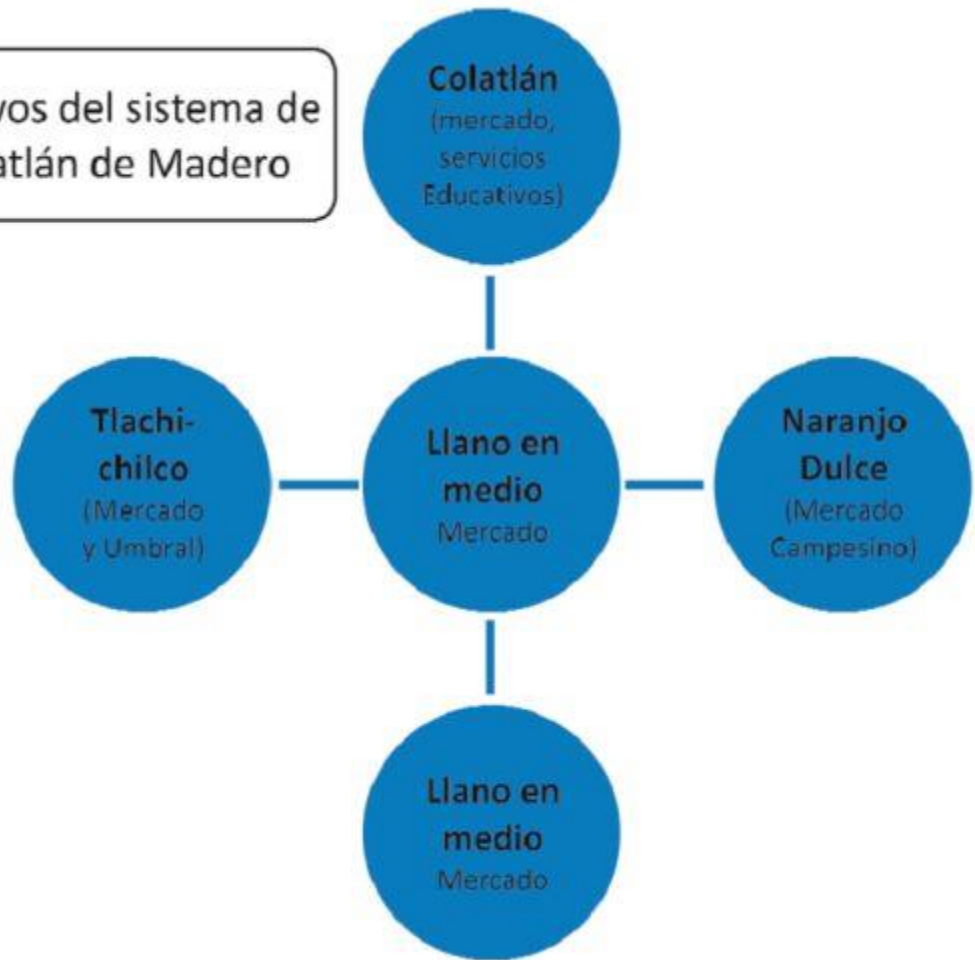 vos del sistema de
atlán de Madero
Colatlán
(mercado,
servicios
Educativos)
Tlachi-
chilco
(Mercado
y Umbral)
Llano en
medio
Mercado
Naranjo
Dulce
(Mercado
Campesino)
Llano en
medio
Mercado